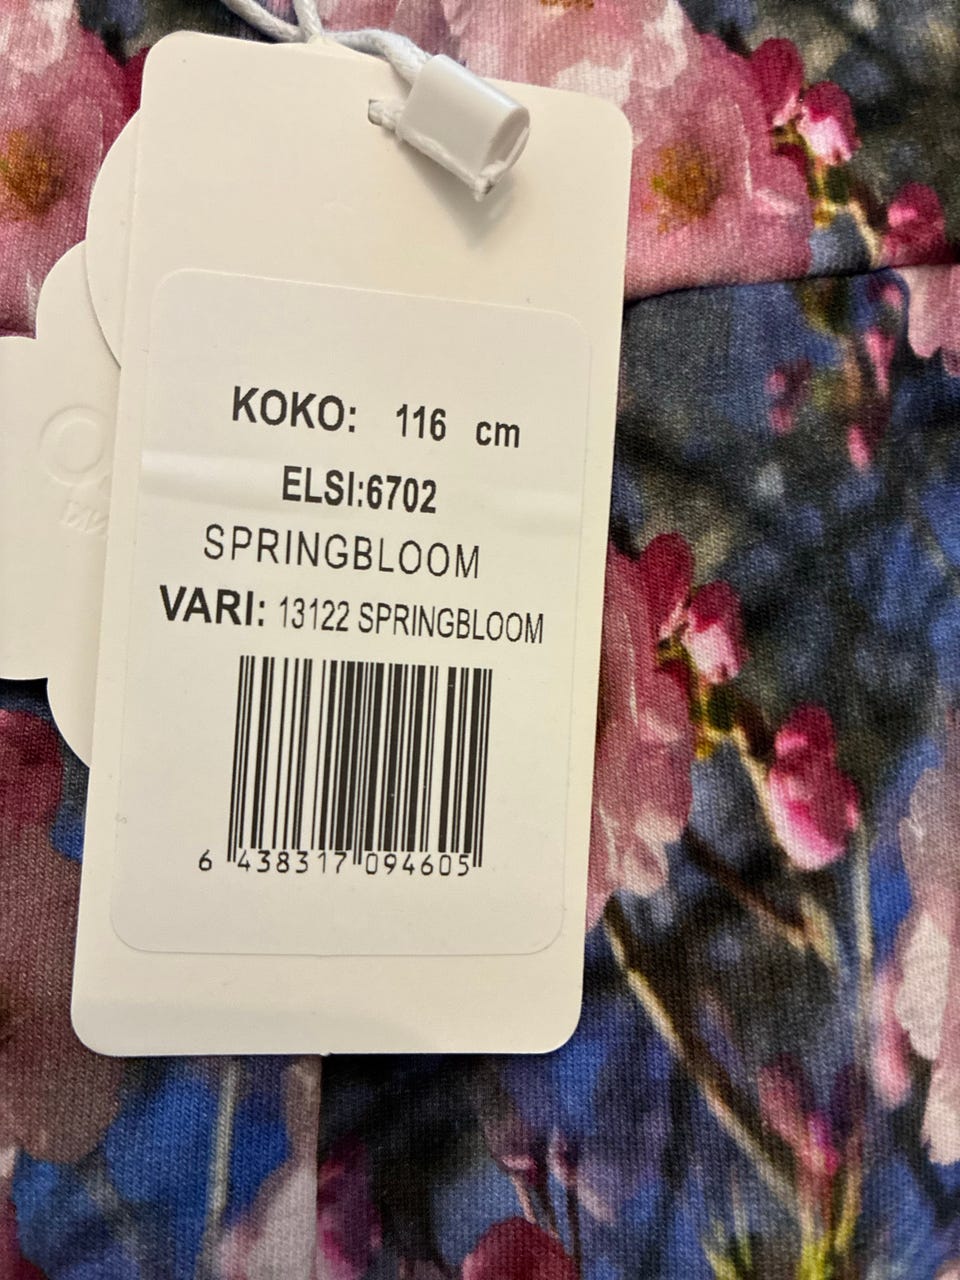 KOKO: 116 cm
ELSI:6702
SPRINGBLOOM
VARI: 13122 SPRINGBLOOM
6 438317 094605